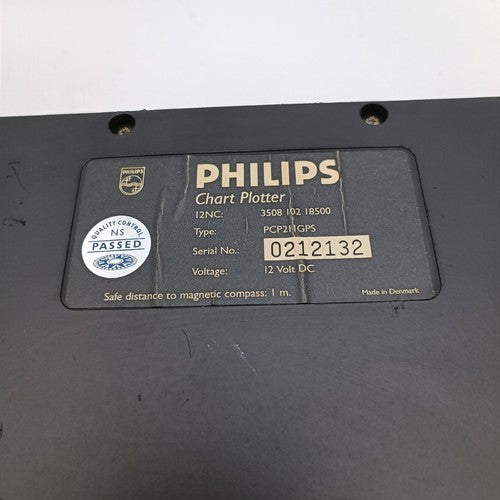 PHILIPS
Chart Plotter
12NC: 3508 102 18500
Type: PCP211GPS
Serial No.: 0212132
Voltage: 12 Volt DC
Safe distance to magnetic compass: 1 m.
Made in Denmark
QUALITY CONTROL
NS
PASSED